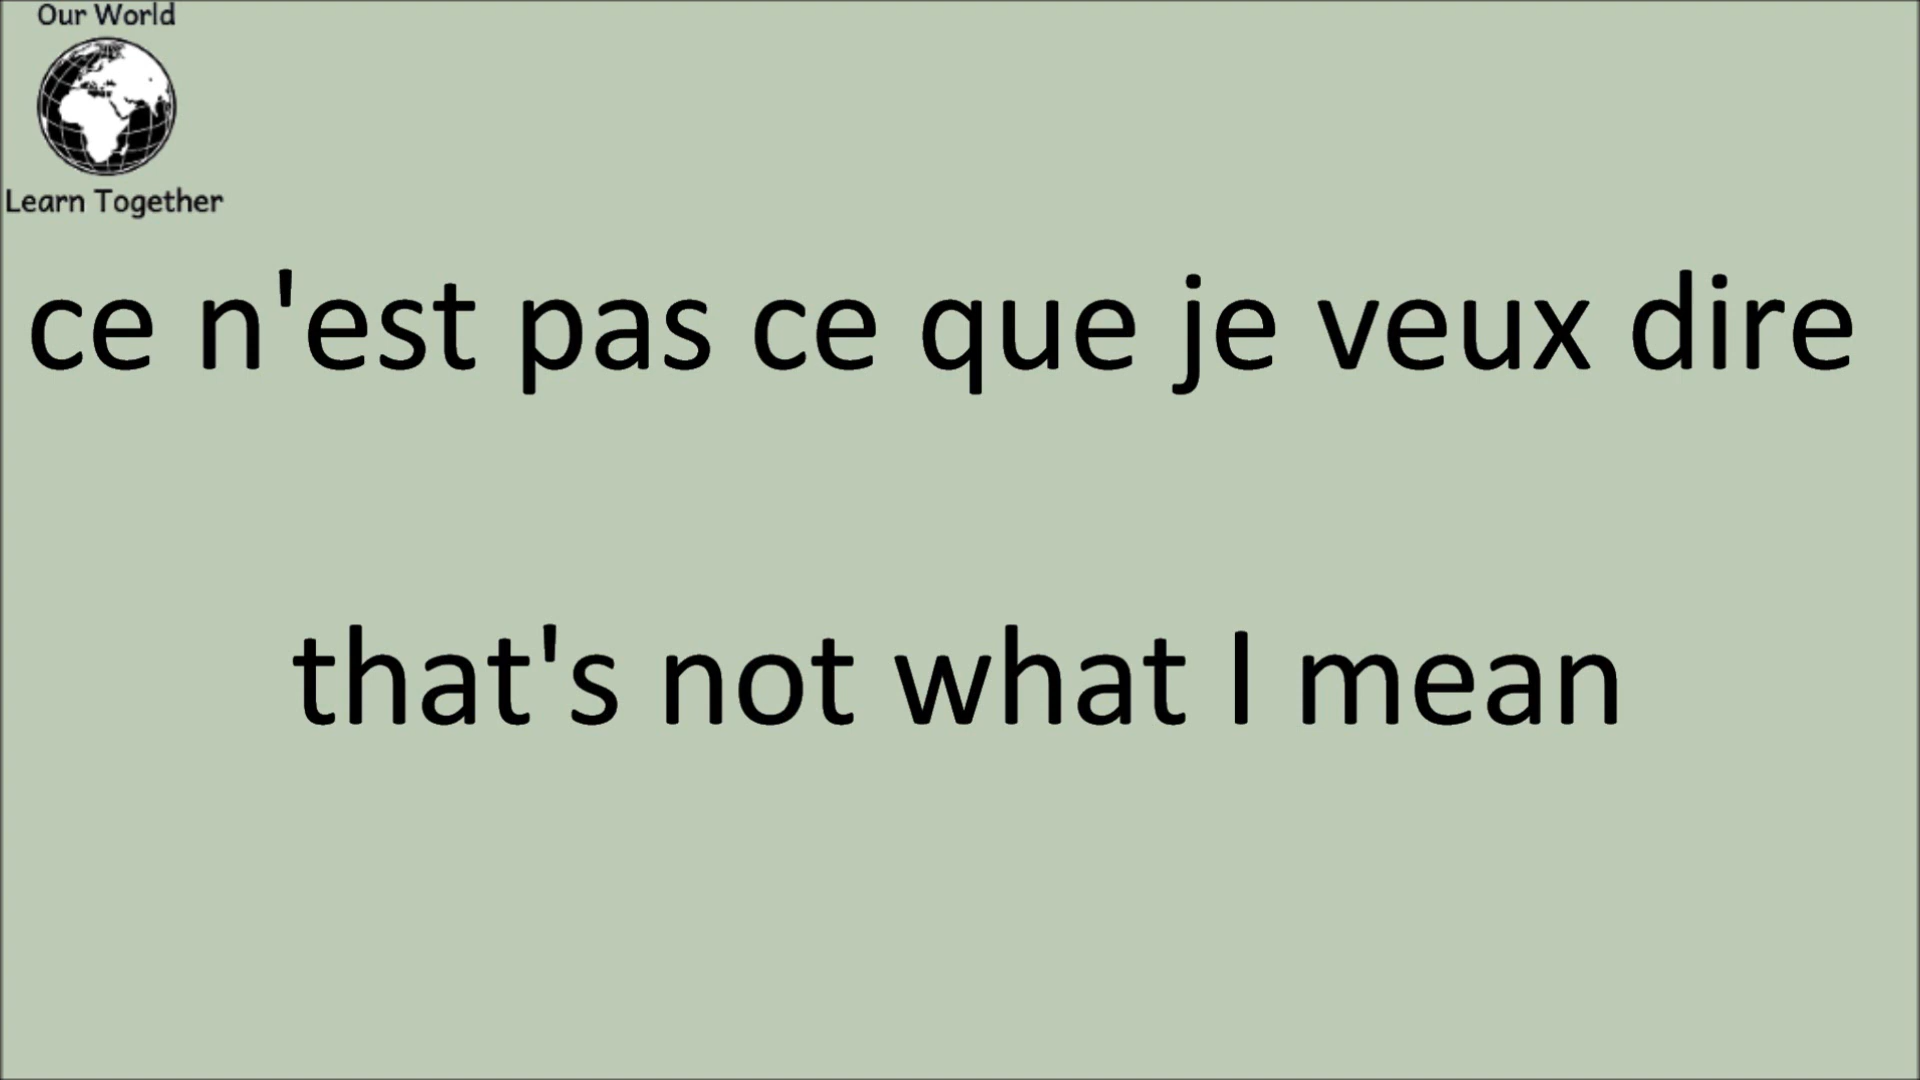 Our World
Learn Together
ce n'est pas ce que je veux dire
that's not what I mean